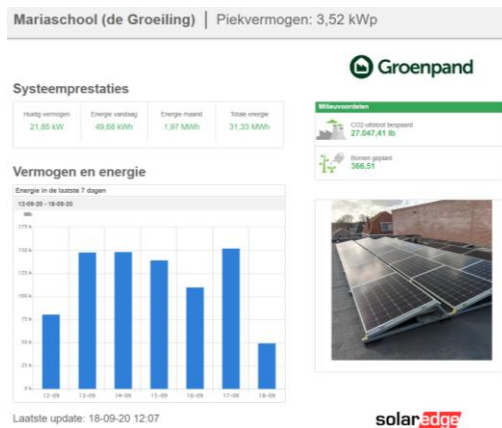 Mariaschool (de Groeiling) | Piekvermogen: 3,52 kWp
Groenpand
Systeemprestaties
Huidig vermogen
21,85 kW
Energie vandaag
49,68 kWh
Energie maand
1,97 MWh
Totale energie
31,33 MWh
Milieuvoordelen
CO2-uitstoot bespaard
27.047,41 lb
Bomen geplant
366,51
Vermogen en energie
Energie in de laatste 7 dagen
12-09-20 - 18-09-20
Wh
175 k
150 k
125 k
100 k
75 k
50 k
25 k
0 k
12-09 13-09 14-09 15-09 16-09 17-09 18-09
Laatste update: 18-09-20 12:07
solaredge